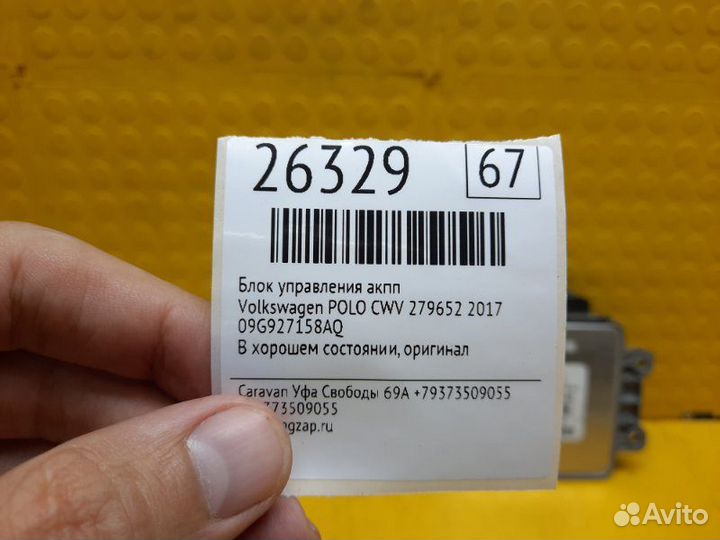 26329 67
Блок управления акпп
Volkswagen POLO CWV 279652 2017
09G927158AQ
В хорошем состоянии, оригинал
Caravan Уфа Свободы 69А +79373509055
373509055
gzap.ru
Avito